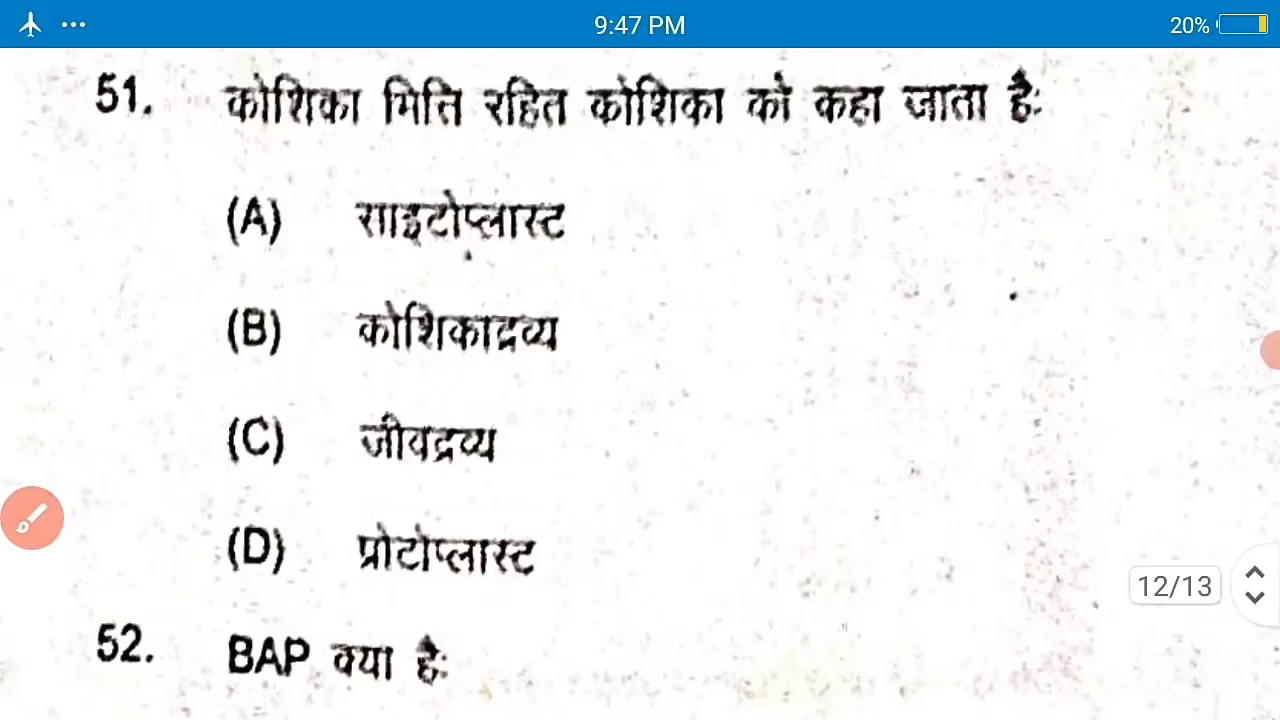 9:47 PM
20%
51. कोशिका भित्ति रहित कोशिका को कहा जाता है:
(A) साइटोप्लास्ट
(B) कोशिकाद्रव्य
(C) जीवद्रव्य
(D) प्रोटोप्लास्ट
12/13
52. BAP क्या है: